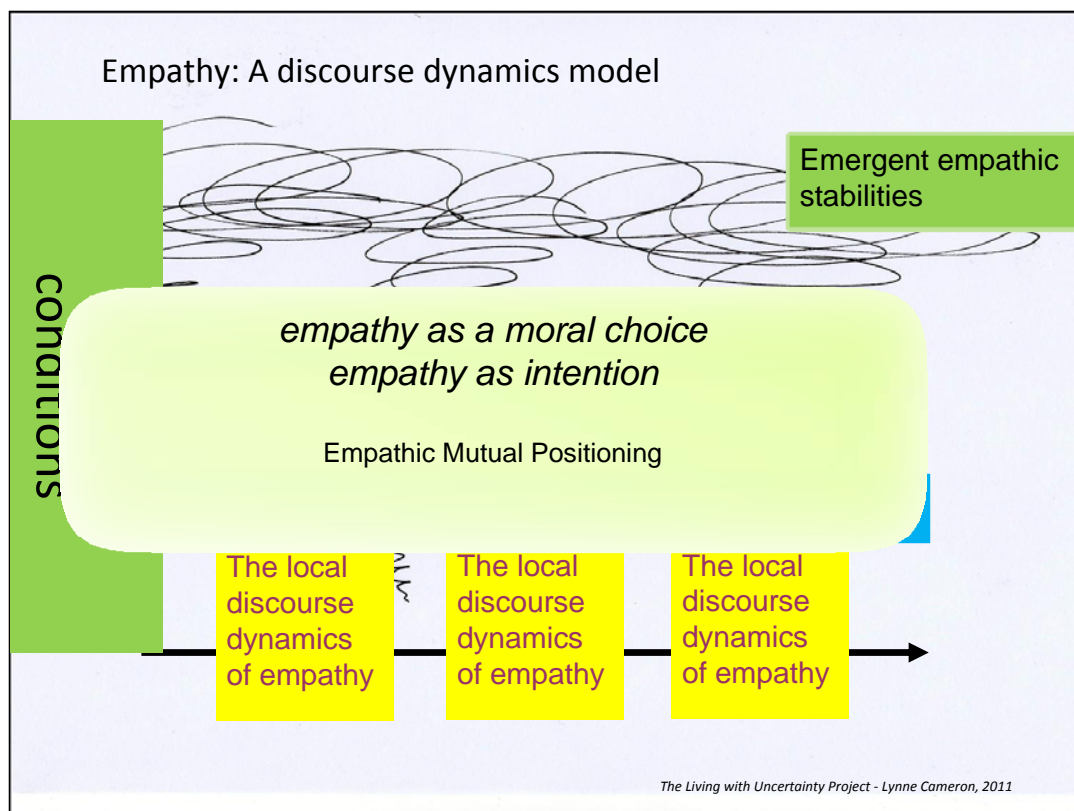 Empathy: A discourse dynamics model
Emergent empathic
stabilities
conditions
empathy as a moral choice
empathy as intention
Empathic Mutual Positioning
The local
discourse
dynamics
of empathy
The local
discourse
dynamics
of empathy
The local
discourse
dynamics
of empathy
The Living with Uncertainty Project - Lynne Cameron, 2011